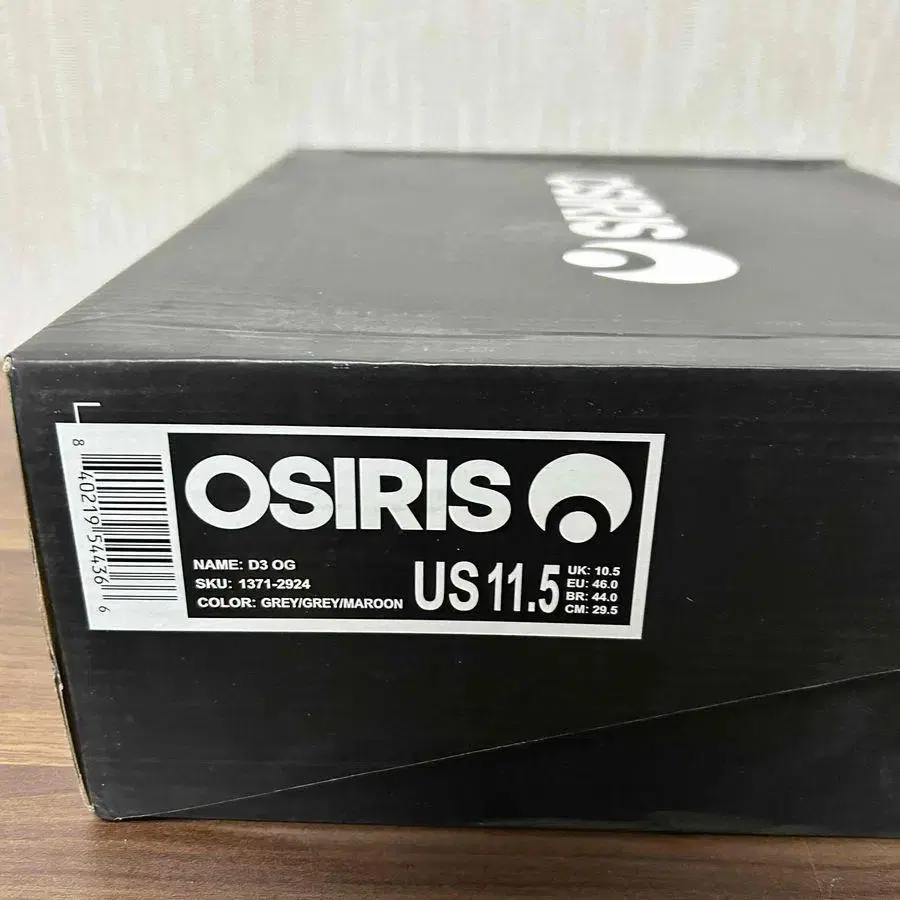 OSIRIS
L
8 40219 54436 6
OSIRIS
NAME: D3 OG
SKU: 1371-2924
COLOR: GREY/GREY/MAROON
US 11.5
UK: 10.5
EU: 46.0
BR: 44.0
CM: 29.5